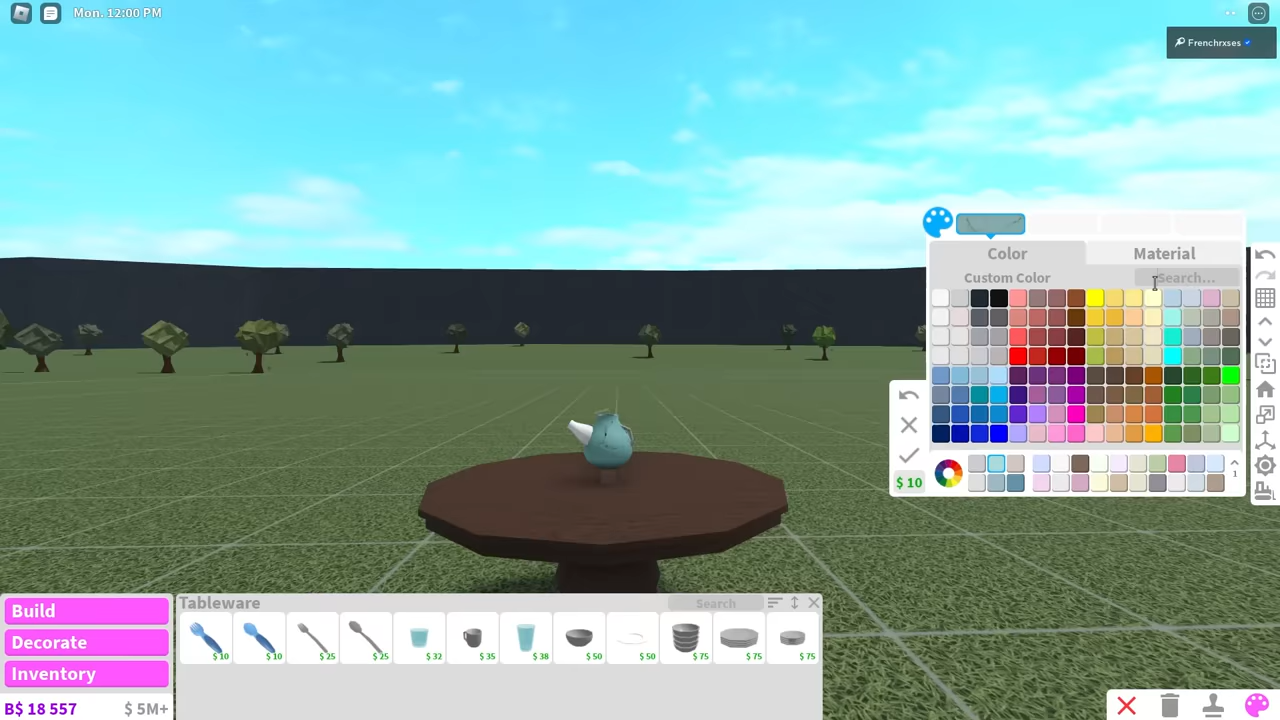 Mon. 12:00 PM
Frenchrxses
Color
Material
Custom Color
Search...
$ 10
Build
Decorate
Inventory
B$ 18 557
$ 5M+
Tableware
Search
$ 10
$ 10
$ 25
$ 25
$ 32
$ 35
$ 38
$ 50
$ 50
$ 75
$ 75
$ 75
1